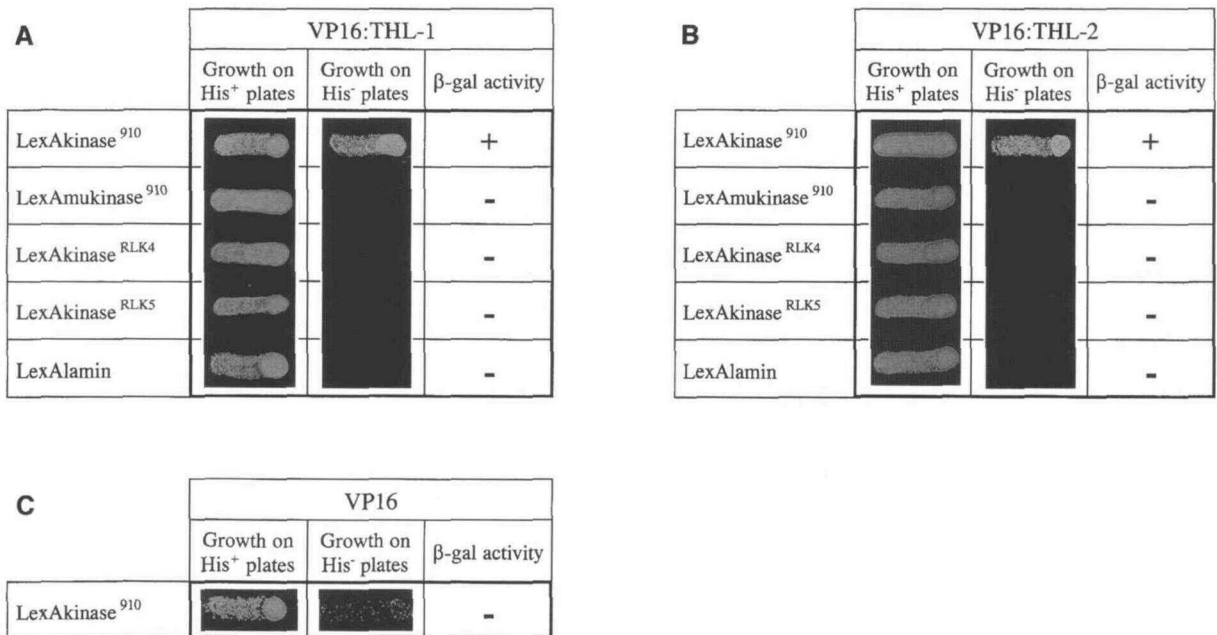 A
VP16:THL-1
Growth on His⁺ plates
Growth on His⁻ plates
β-gal activity
LexAkinase⁹¹⁰
+
LexAmukinase⁹¹⁰
-
LexAkinaseᴿᴸᴷ⁴
-
LexAkinaseᴿᴸᴷ⁵
-
LexAlamin
-
B
VP16:THL-2
Growth on His⁺ plates
Growth on His⁻ plates
β-gal activity
LexAkinase⁹¹⁰
+
LexAmukinase⁹¹⁰
-
LexAkinaseᴿᴸᴷ⁴
-
LexAkinaseᴿᴸᴷ⁵
-
LexAlamin
-
C
VP16
Growth on His⁺ plates
Growth on His⁻ plates
β-gal activity
LexAkinase⁹¹⁰
-